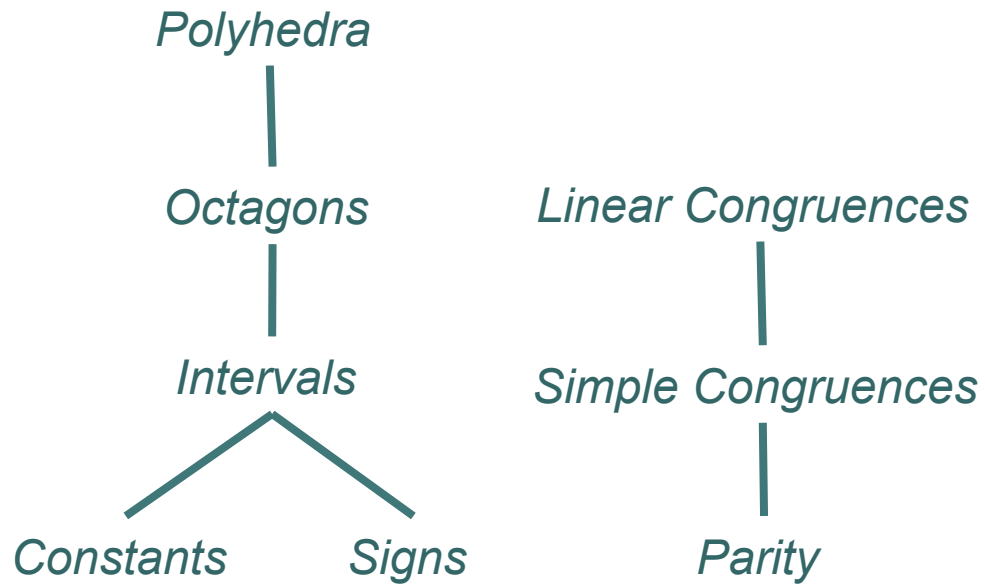 Polyhedra
Octagons
Linear Congruences
Intervals
Simple Congruences
Constants
Signs
Parity